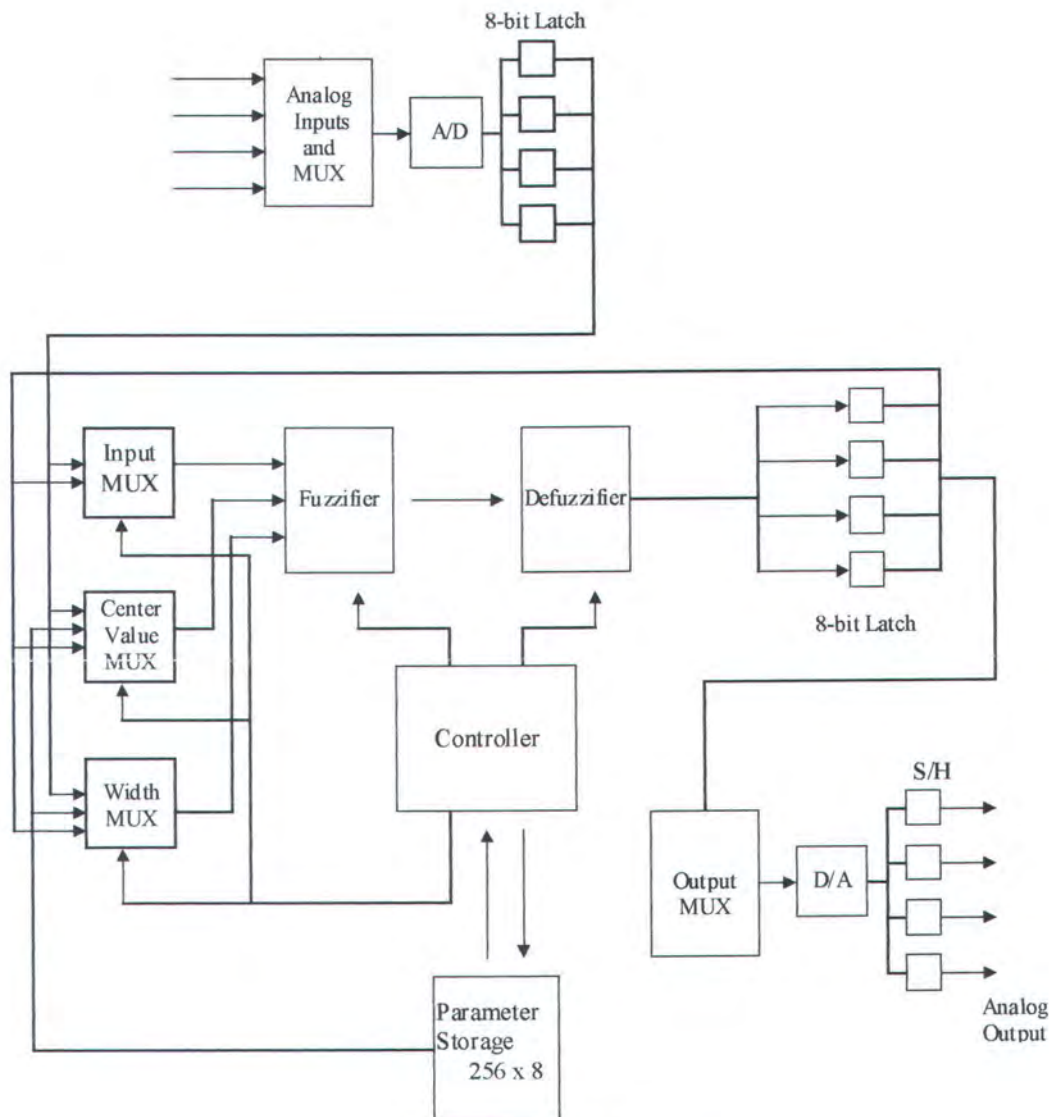 8-bit Latch
Analog
Inputs
and
MUX
A/D
Input
MUX
Fuzzifier
Defuzzifier
8-bit Latch
Center
Value
MUX
Controller
Width
MUX
S/H
Output
MUX
D/A
Analog
Output
Parameter
Storage
256 x 8